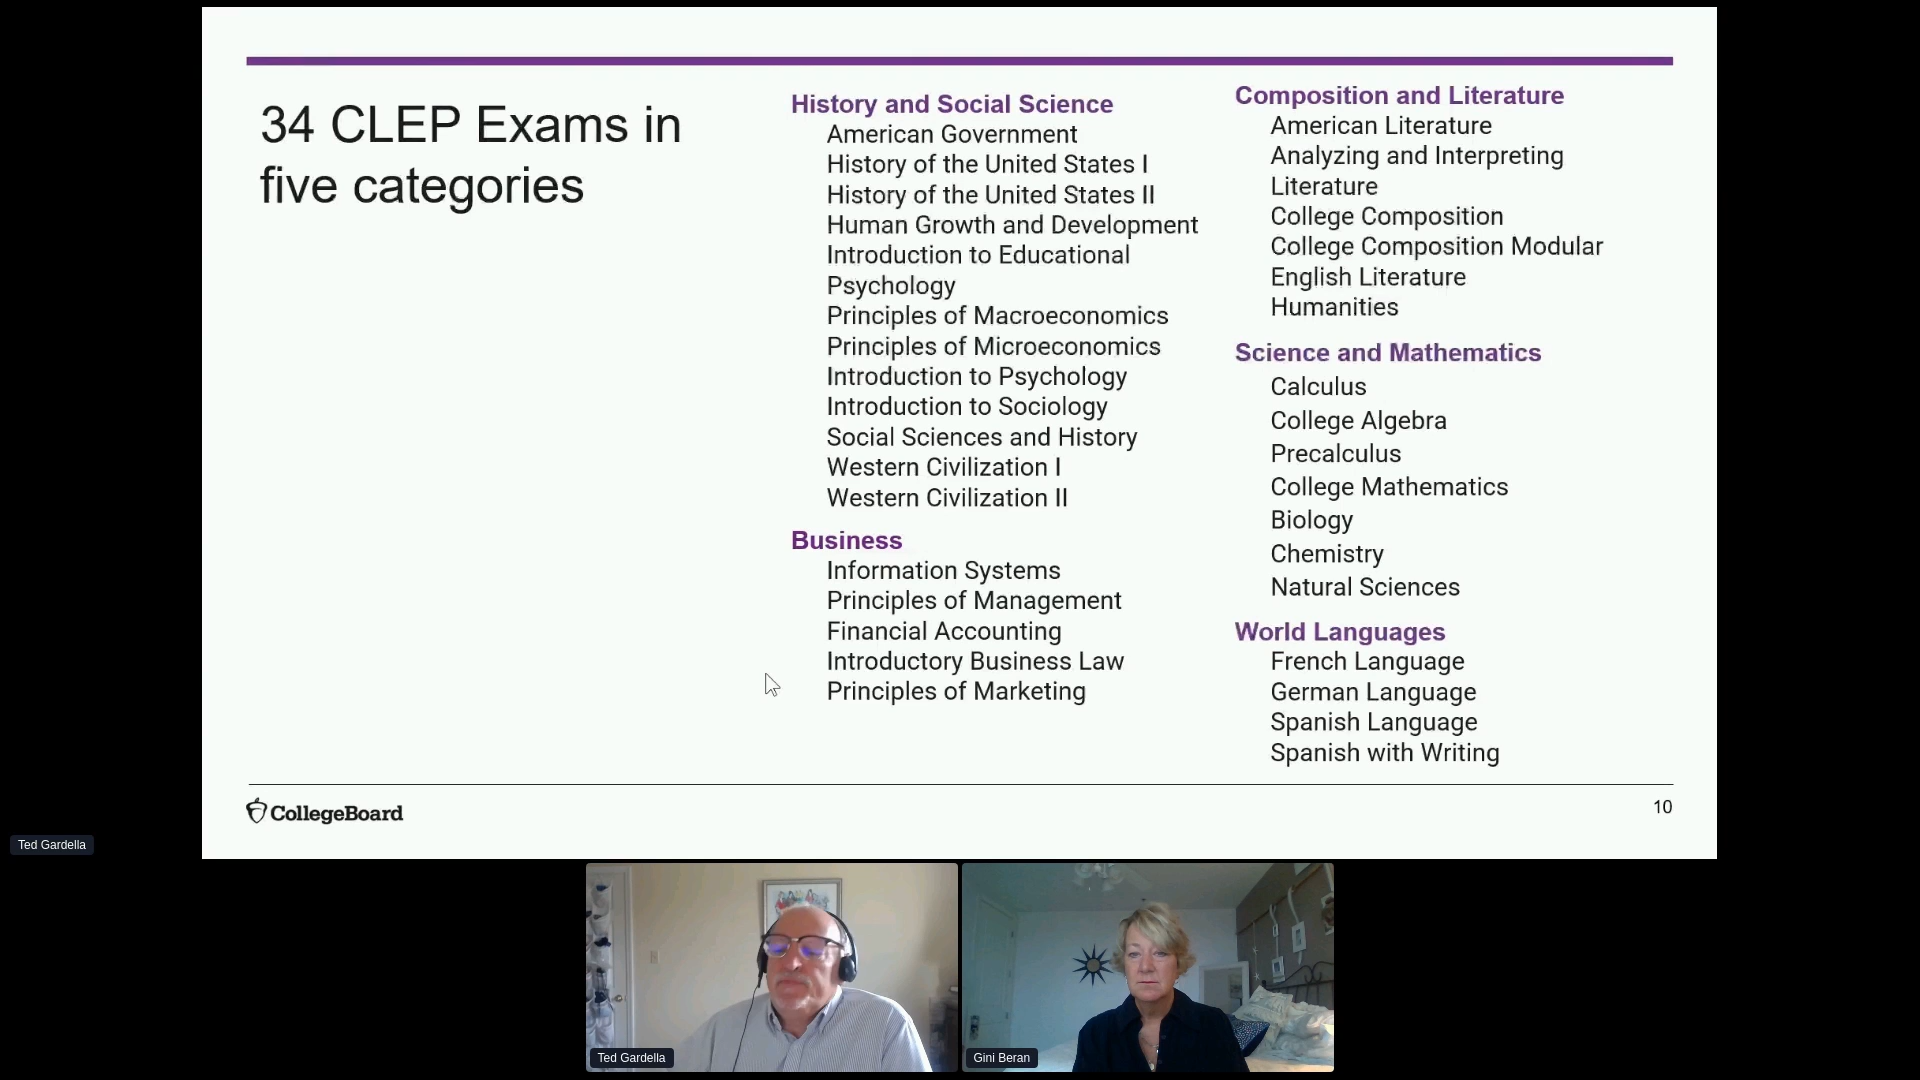 34 CLEP Exams in
five categories
History and Social Science
American Government
History of the United States I
History of the United States II
Human Growth and Development
Introduction to Educational
Psychology
Principles of Macroeconomics
Principles of Microeconomics
Introduction to Psychology
Introduction to Sociology
Social Sciences and History
Western Civilization I
Western Civilization II
Business
Information Systems
Principles of Management
Financial Accounting
Introductory Business Law
Principles of Marketing
Composition and Literature
American Literature
Analyzing and Interpreting
Literature
College Composition
College Composition Modular
English Literature
Humanities
Science and Mathematics
Calculus
College Algebra
Precalculus
College Mathematics
Biology
Chemistry
Natural Sciences
World Languages
French Language
German Language
Spanish Language
Spanish with Writing
CollegeBoard
10
Ted Gardella
Ted Gardella
Gini Beran